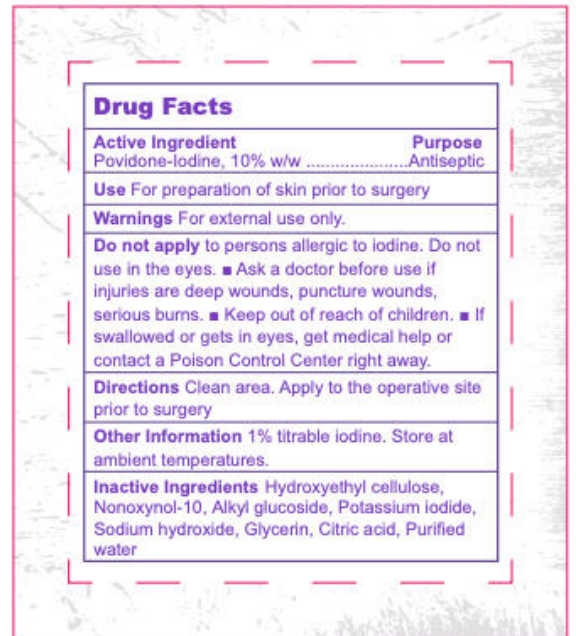 Drug Facts
Active Ingredient Purpose
Povidone-Iodine, 10% w/w .....................Antiseptic
Use For preparation of skin prior to surgery
Warnings For external use only.
Do not apply to persons allergic to iodine. Do not
use in the eyes. ■ Ask a doctor before use if
injuries are deep wounds, puncture wounds,
serious burns. ■ Keep out of reach of children. ■ If
swallowed or gets in eyes, get medical help or
contact a Poison Control Center right away.
Directions Clean area. Apply to the operative site
prior to surgery
Other Information 1% titrable iodine. Store at
ambient temperatures.
Inactive Ingredients Hydroxyethyl cellulose,
Nonoxynol-10, Alkyl glucoside, Potassium iodide,
Sodium hydroxide, Glycerin, Citric acid, Purified
water